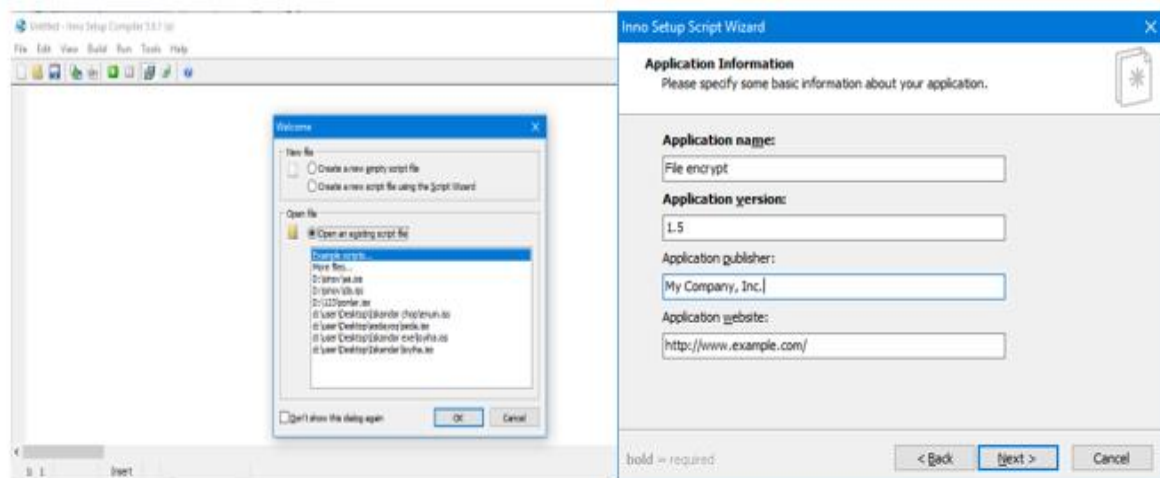 Untitled - Inno Setup Compiler
File Edit View Build Run Tools Help
Welcome
New file
Create a new empty script file
Create a new script file using the Script Wizard
Open file
Open an existing script file
Example scripts...
More files...
Don't show this dialog again
OK
Cancel
1: 1
Insert
Inno Setup Script Wizard
Application Information
Please specify some basic information about your application.
Application name:
File encrypt
Application version:
1.5
Application publisher:
My Company, Inc.
Application website:
http://www.example.com/
bold = required
< Back
Next >
Cancel